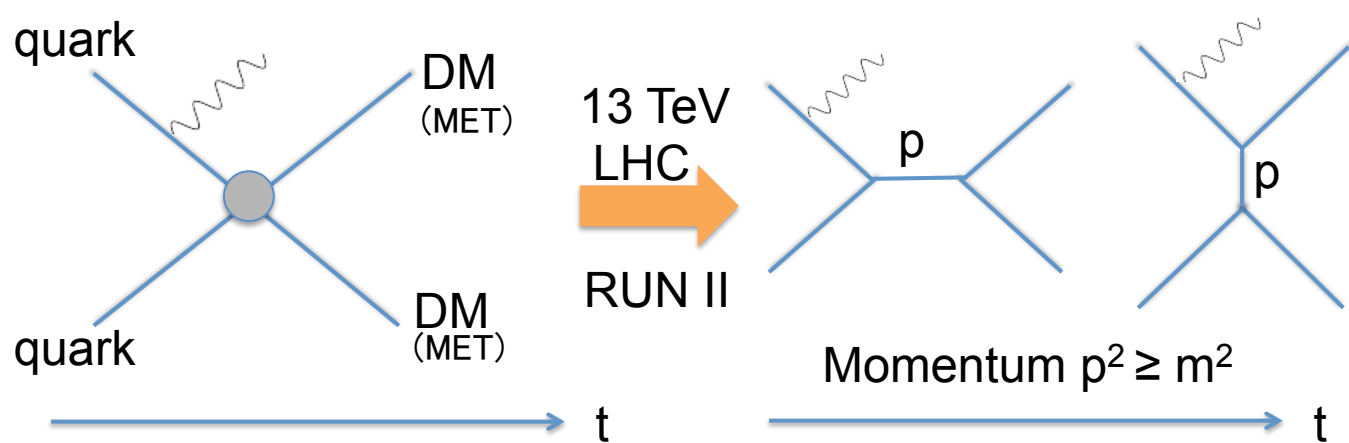 quark
DM
(MET)
quark
DM
(MET)
t
13 TeV
LHC
RUN II
p
p
Momentum p² ≥ m²
t